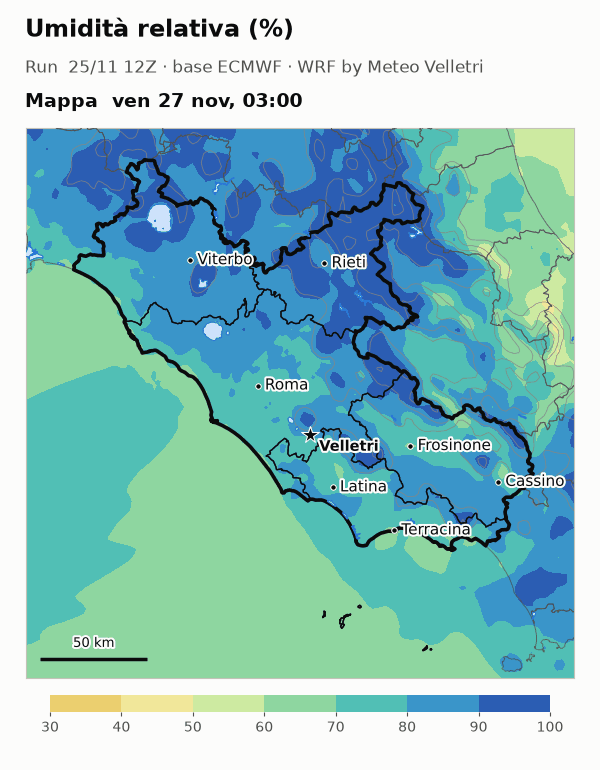 Umidità relativa (%)
Run  25/11 12Z · base ECMWF · WRF by Meteo Velletri
Mappa  ven 27 nov, 03:00
Viterbo
Rieti
Roma
Velletri
Frosinone
Cassino
Latina
Terracina
50 km
30 40 50 60 70 80 90 100